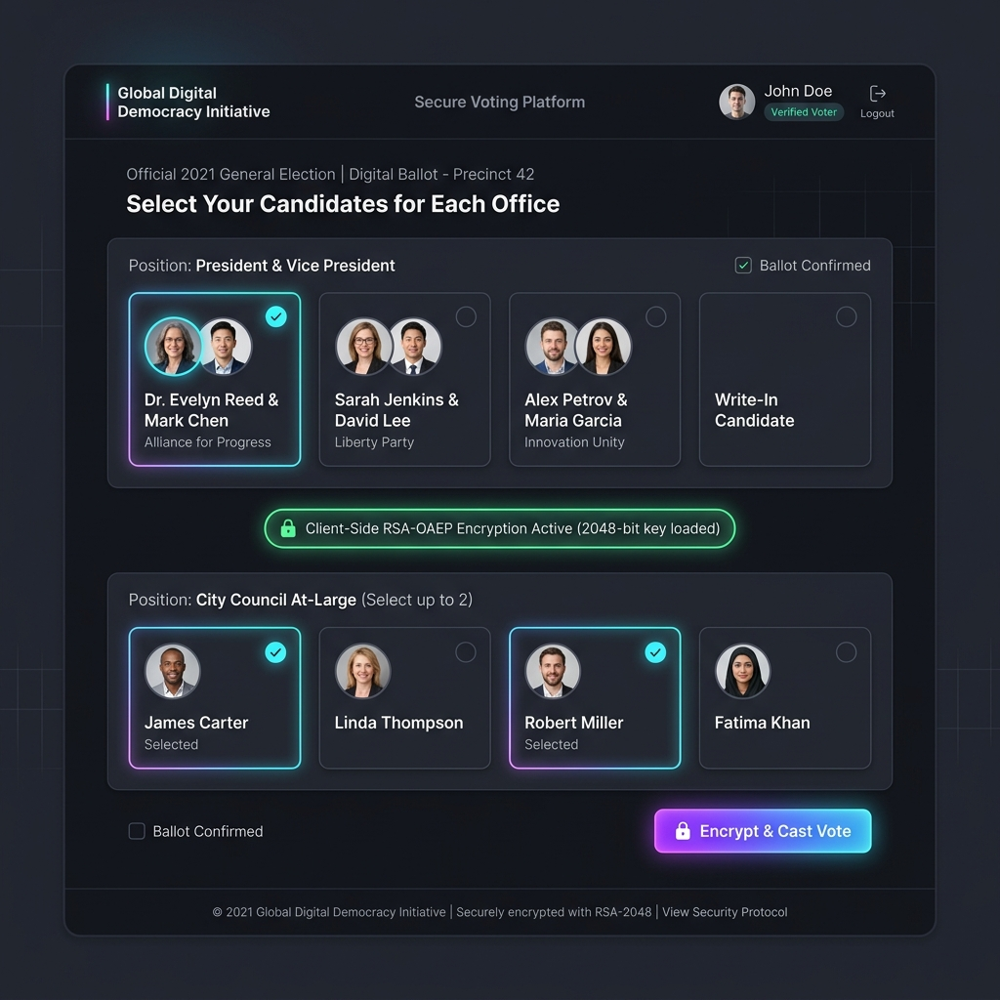 Global Digital
Democracy Initiative
Secure Voting Platform
John Doe
Verified Voter
Logout
Official 2021 General Election | Digital Ballot - Precinct 42
Select Your Candidates for Each Office
Position: President & Vice President
Ballot Confirmed
Dr. Evelyn Reed &
Mark Chen
Alliance for Progress
Sarah Jenkins &
David Lee
Liberty Party
Alex Petrov &
Maria Garcia
Innovation Unity
Write-In
Candidate
Client-Side RSA-OAEP Encryption Active (2048-bit key loaded)
Position: City Council At-Large (Select up to 2)
James Carter
Selected
Linda Thompson
Robert Miller
Selected
Fatima Khan
Ballot Confirmed
Encrypt & Cast Vote
© 2021 Global Digital Democracy Initiative | Securely encrypted with RSA-2048 | View Security Protocol